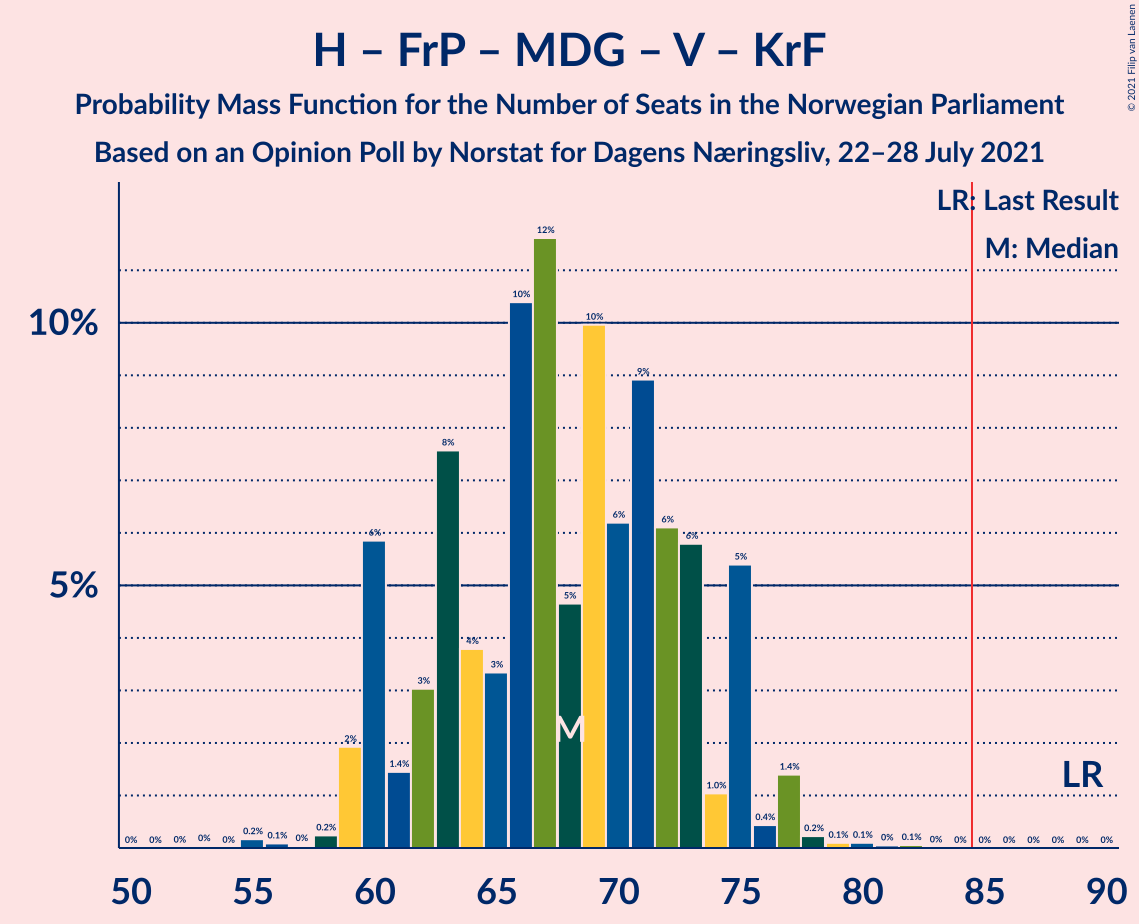 H – FrP – MDG – V – KrF
Probability Mass Function for the Number of Seats in the Norwegian Parliament
Based on an Opinion Poll by Norstat for Dagens Næringsliv, 22–28 July 2021
© 2021 Filip van Laenen
LR: Last Result
M: Median
10%
5%
0% 0% 0% 0% 0% 0.2% 0.1% 0% 0.2% 2% 6% 1.4% 3% 8% 4% 3% 10% 12% 5% 10% 6% 9% 6% 6% 1.0% 5% 0.4% 1.4% 0.2% 0.1% 0.1% 0% 0.1% 0% 0% 0% 0% 0% 0% 0% 0%
M
LR
50 55 60 65 70 75 80 85 90